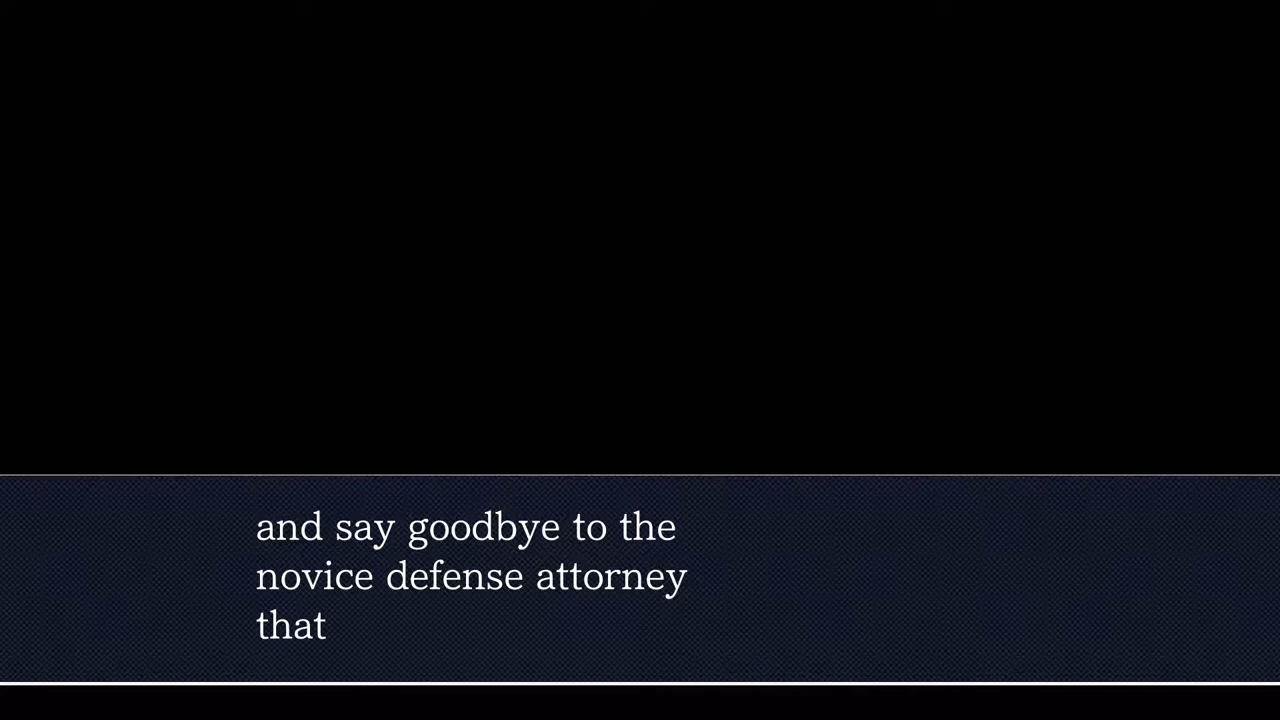 and say goodbye to the
novice defense attorney
that